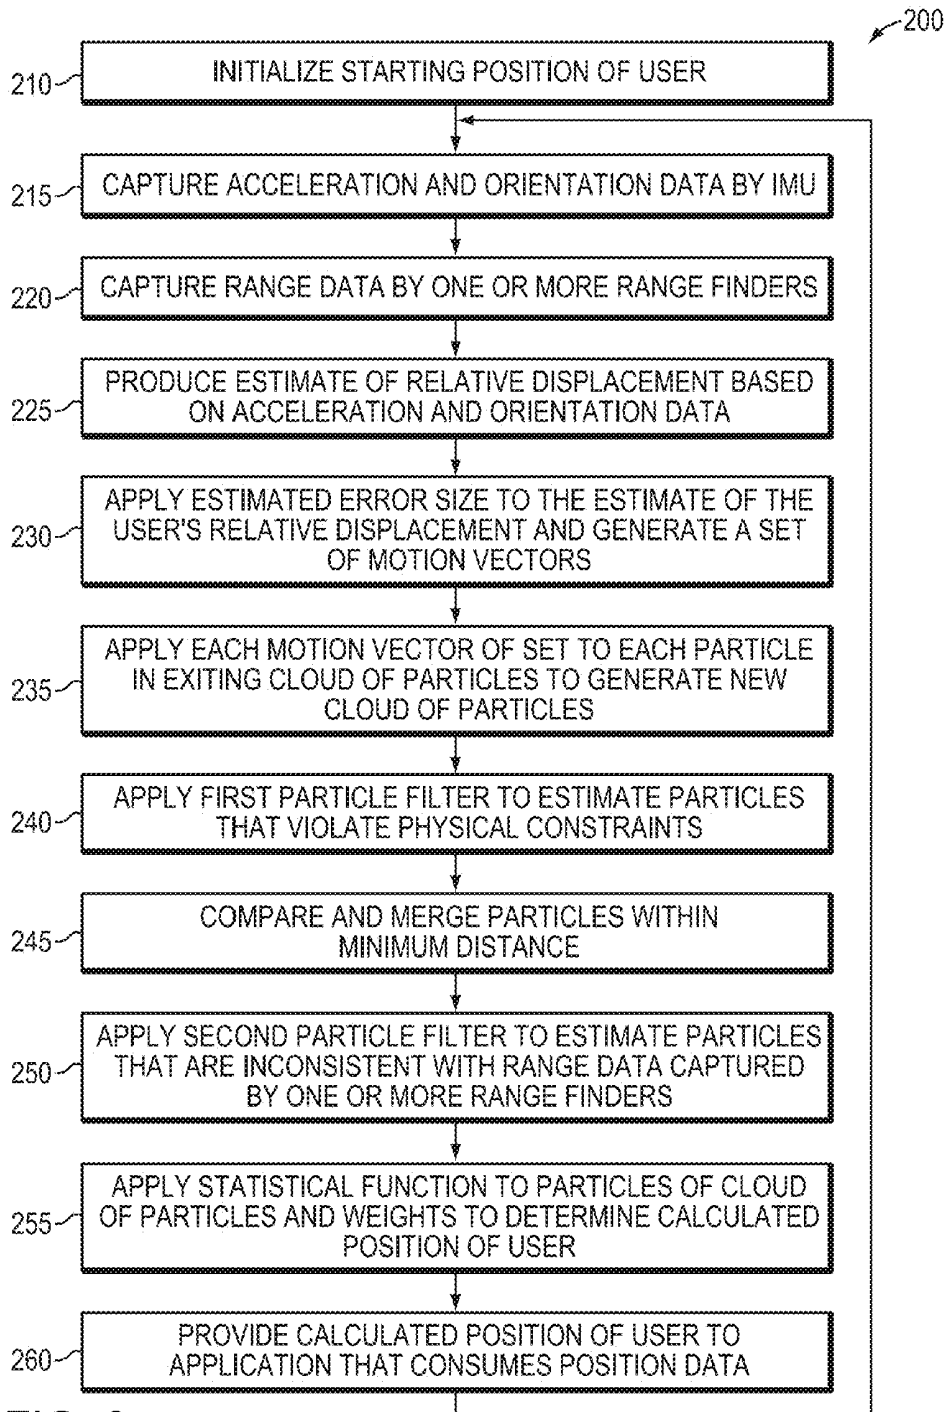 200
210
INITIALIZE STARTING POSITION OF USER
215
CAPTURE ACCELERATION AND ORIENTATION DATA BY IMU
220
CAPTURE RANGE DATA BY ONE OR MORE RANGE FINDERS
225
PRODUCE ESTIMATE OF RELATIVE DISPLACEMENT BASED
ON ACCELERATION AND ORIENTATION DATA
230
APPLY ESTIMATED ERROR SIZE TO THE ESTIMATE OF THE
USER'S RELATIVE DISPLACEMENT AND GENERATE A SET
OF MOTION VECTORS
235
APPLY EACH MOTION VECTOR OF SET TO EACH PARTICLE
IN EXITING CLOUD OF PARTICLES TO GENERATE NEW
CLOUD OF PARTICLES
240
APPLY FIRST PARTICLE FILTER TO ESTIMATE PARTICLES
THAT VIOLATE PHYSICAL CONSTRAINTS
245
COMPARE AND MERGE PARTICLES WITHIN
MINIMUM DISTANCE
250
APPLY SECOND PARTICLE FILTER TO ESTIMATE PARTICLES
THAT ARE INCONSISTENT WITH RANGE DATA CAPTURED
BY ONE OR MORE RANGE FINDERS
255
APPLY STATISTICAL FUNCTION TO PARTICLES OF CLOUD
OF PARTICLES AND WEIGHTS TO DETERMINE CALCULATED
POSITION OF USER
260
PROVIDE CALCULATED POSITION OF USER TO
APPLICATION THAT CONSUMES POSITION DATA